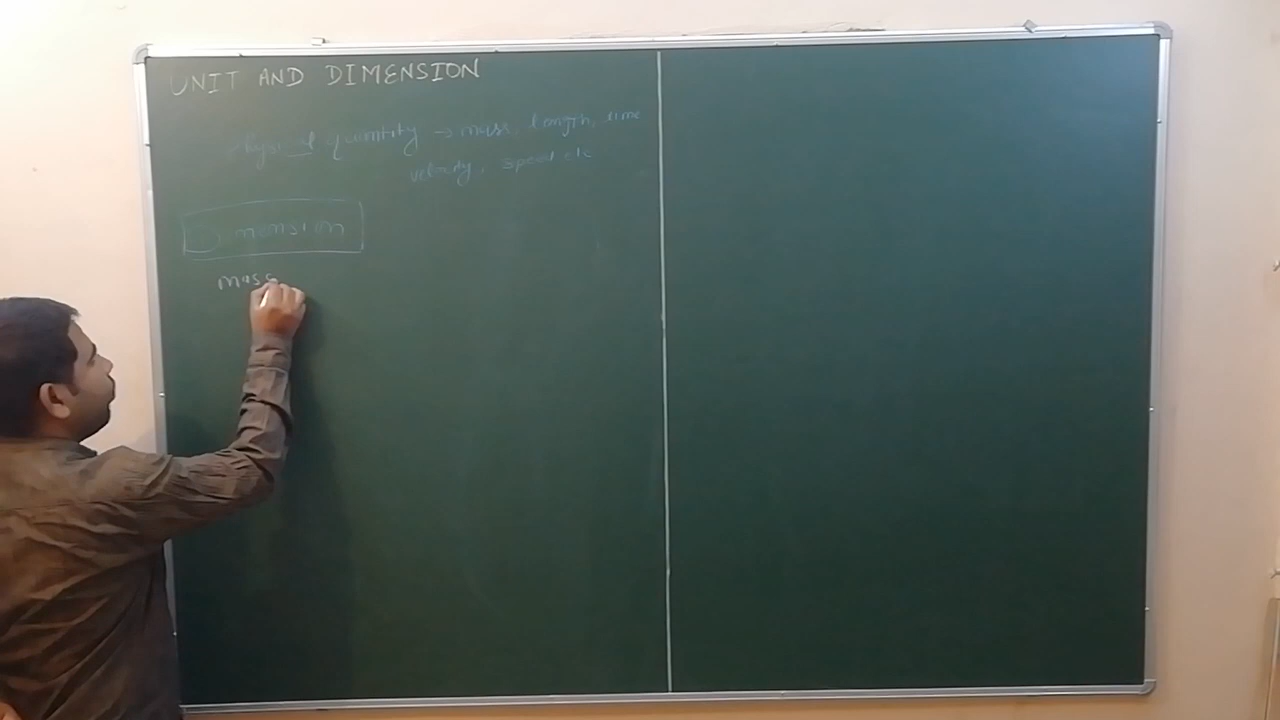 UNIT AND DIMENSION
Physical quantity → mass, length, time
velocity, speed etc
Dimension
mass